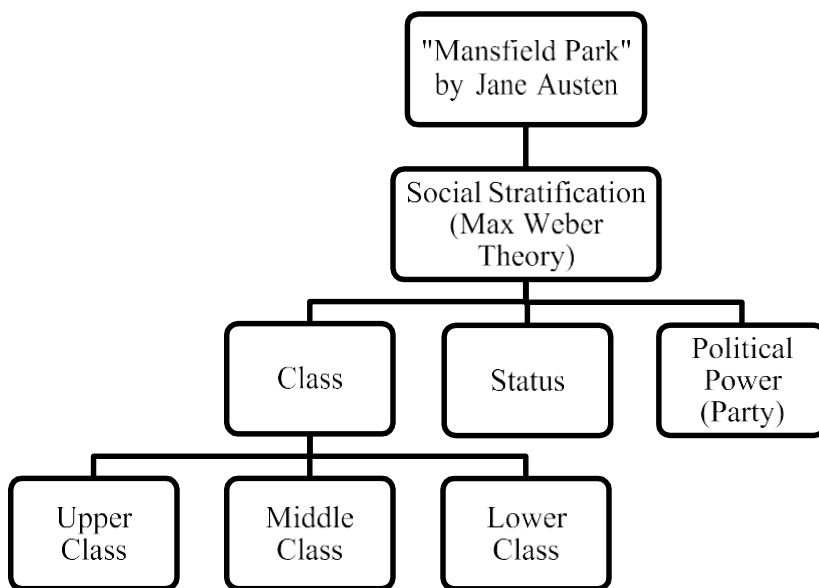 "Mansfield Park"
by Jane Austen
Social Stratification
(Max Weber
Theory)
Class
Status
Political
Power
(Party)
Upper
Class
Middle
Class
Lower
Class